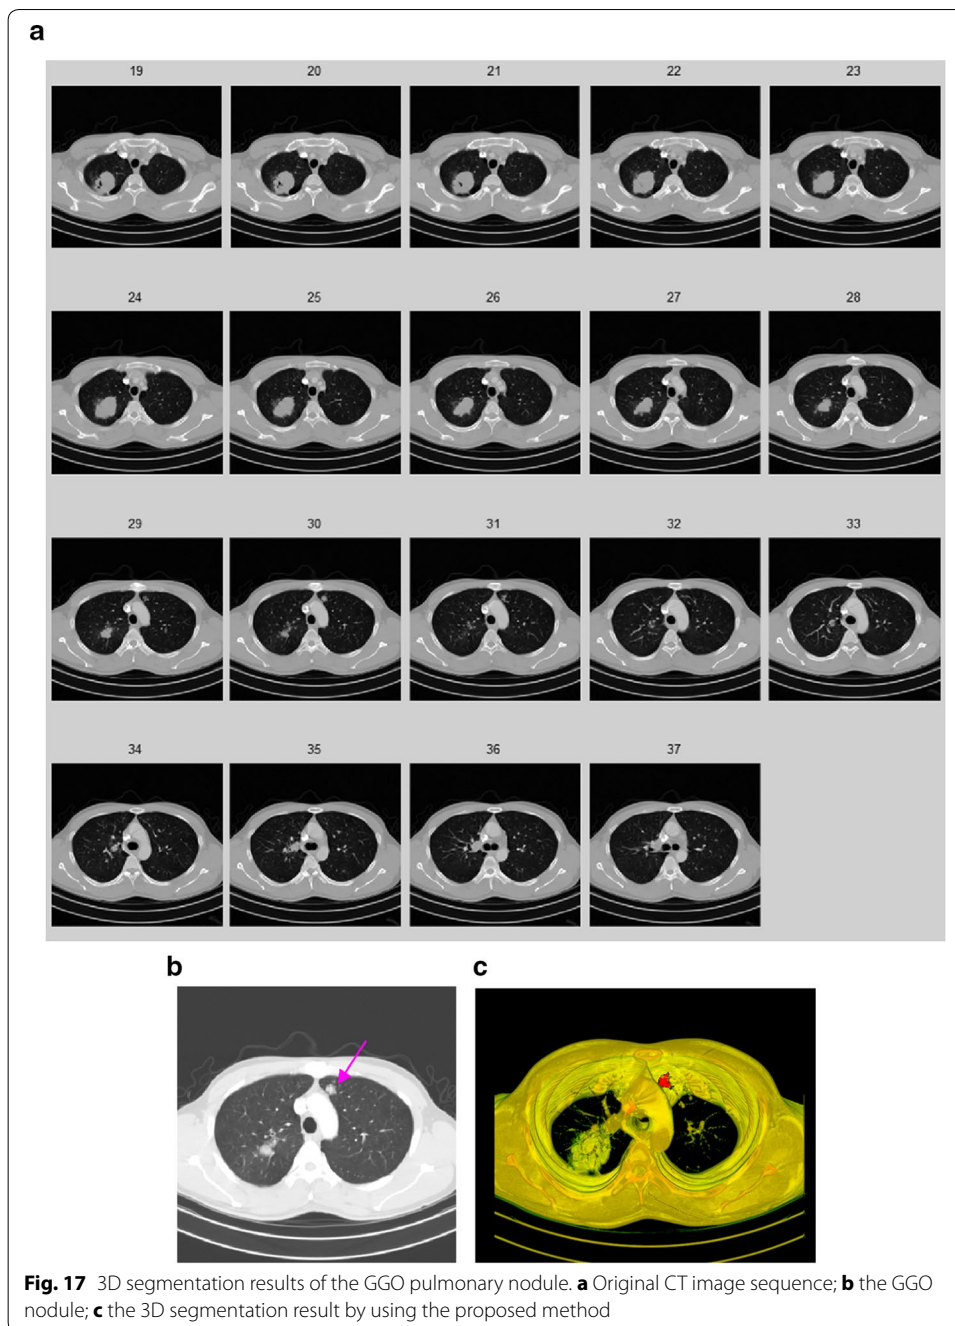 a
19 20 21 22 23
24 25 26 27 28
29 30 31 32 33
34 35 36 37
b c
Fig. 17 3D segmentation results of the GGO pulmonary nodule. a Original CT image sequence; b the GGO
nodule; c the 3D segmentation result by using the proposed method